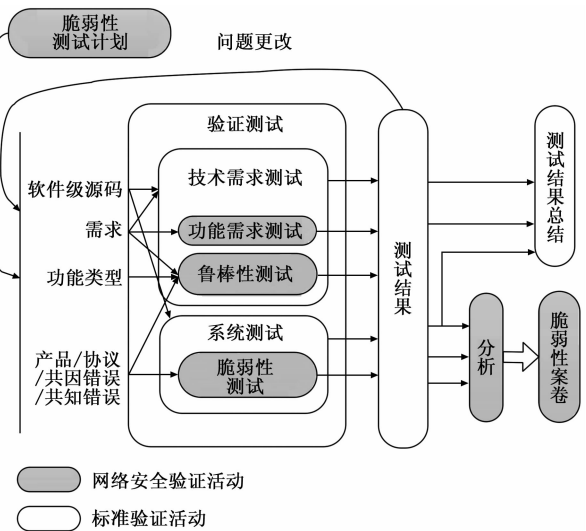 脆弱性
测试计划
问题更改
验证测试
软件级源码
需求
功能类型
产品/协议
/共因错误
/共知错误
技术需求测试
功能需求测试
鲁棒性测试
系统测试
脆弱性
测试
测试结果
测试结果总结
分析
脆弱性案卷
网络安全验证活动
标准验证活动